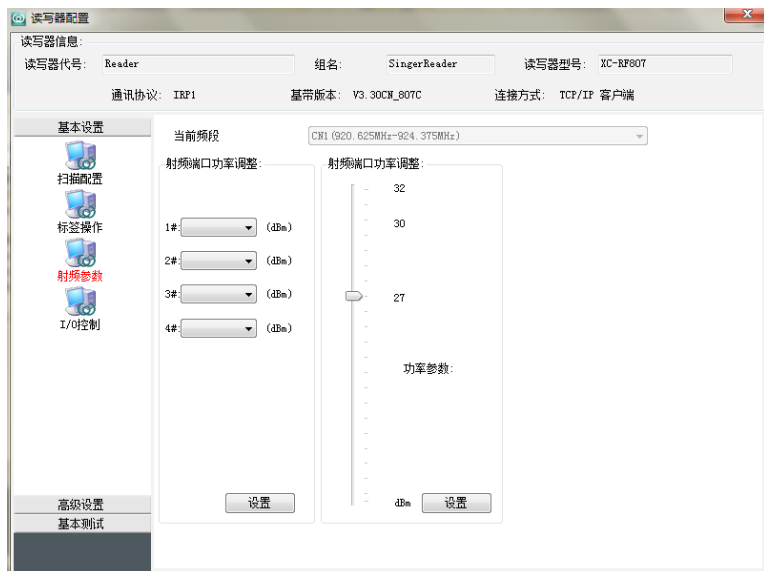 读写器配置
读写器信息:
读写器代号: Reader 组名: SingerReader 读写器型号: XC-RF807
通讯协议: IRP1 基带版本: V3.30CN_807C 连接方式: TCP/IP 客户端
基本设置
扫描配置
标签操作
射频参数
I/O控制
高级设置
基本测试
当前频段 CN1(920.625MHz-924.375MHz)
射频端口功率调整:
1#: (dBm)
2#: (dBm)
3#: (dBm)
4#: (dBm)
设置
射频端口功率调整:
32
30
27
功率参数:
dBm 设置